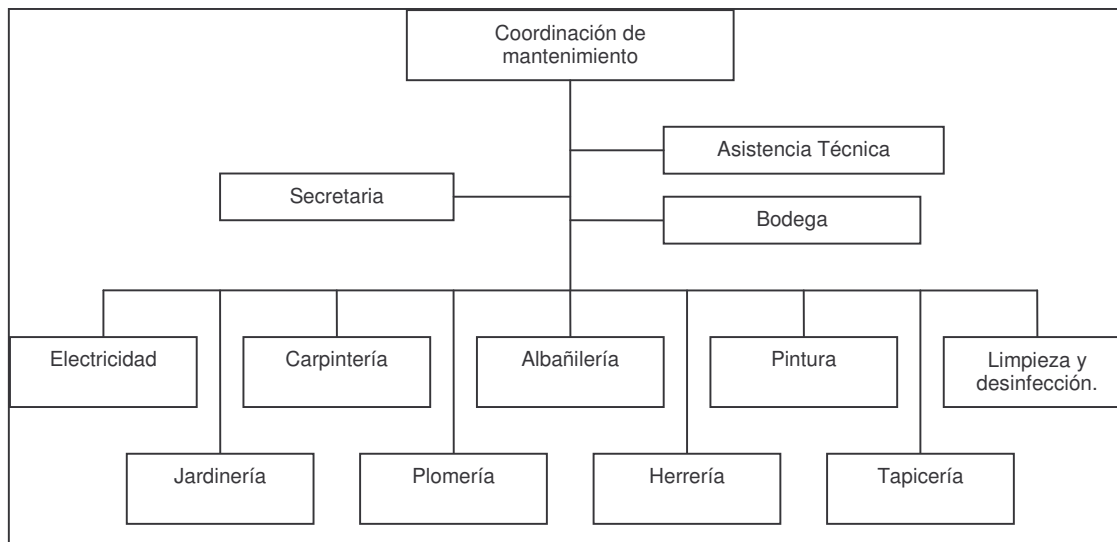 Coordinación de
mantenimiento
Asistencia Técnica
Secretaria
Bodega
Electricidad
Carpintería
Albañilería
Pintura
Limpieza y
desinfección.
Jardinería
Plomería
Herrería
Tapicería